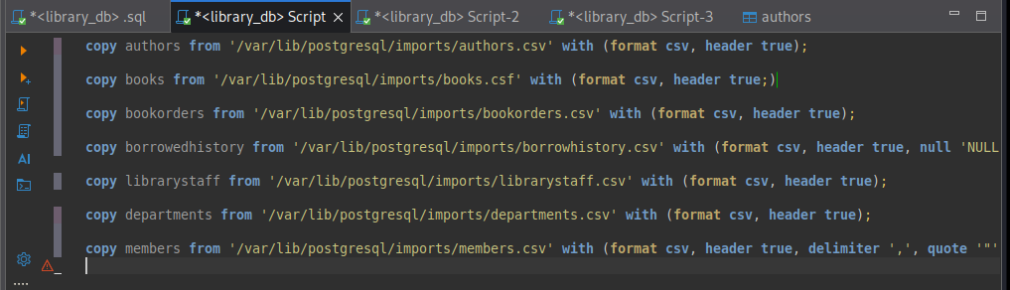 *<library_db> .sql *<library_db> Script *<library_db> Script-2 *<library_db> Script-3 authors
copy authors from '/var/lib/postgresql/imports/authors.csv' with (format csv, header true);
copy books from '/var/lib/postgresql/imports/books.csf' with (format csv, header true;)
copy bookorders from '/var/lib/postgresql/imports/bookorders.csv' with (format csv, header true);
copy borrowedhistory from '/var/lib/postgresql/imports/borrowhistory.csv' with (format csv, header true, null 'NULL
AI
copy librarystaff from '/var/lib/postgresql/imports/librarystaff.csv' with (format csv, header true);
copy departments from '/var/lib/postgresql/imports/departments.csv' with (format csv, header true);
copy members from '/var/lib/postgresql/imports/members.csv' with (format csv, header true, delimiter ',', quote '"'